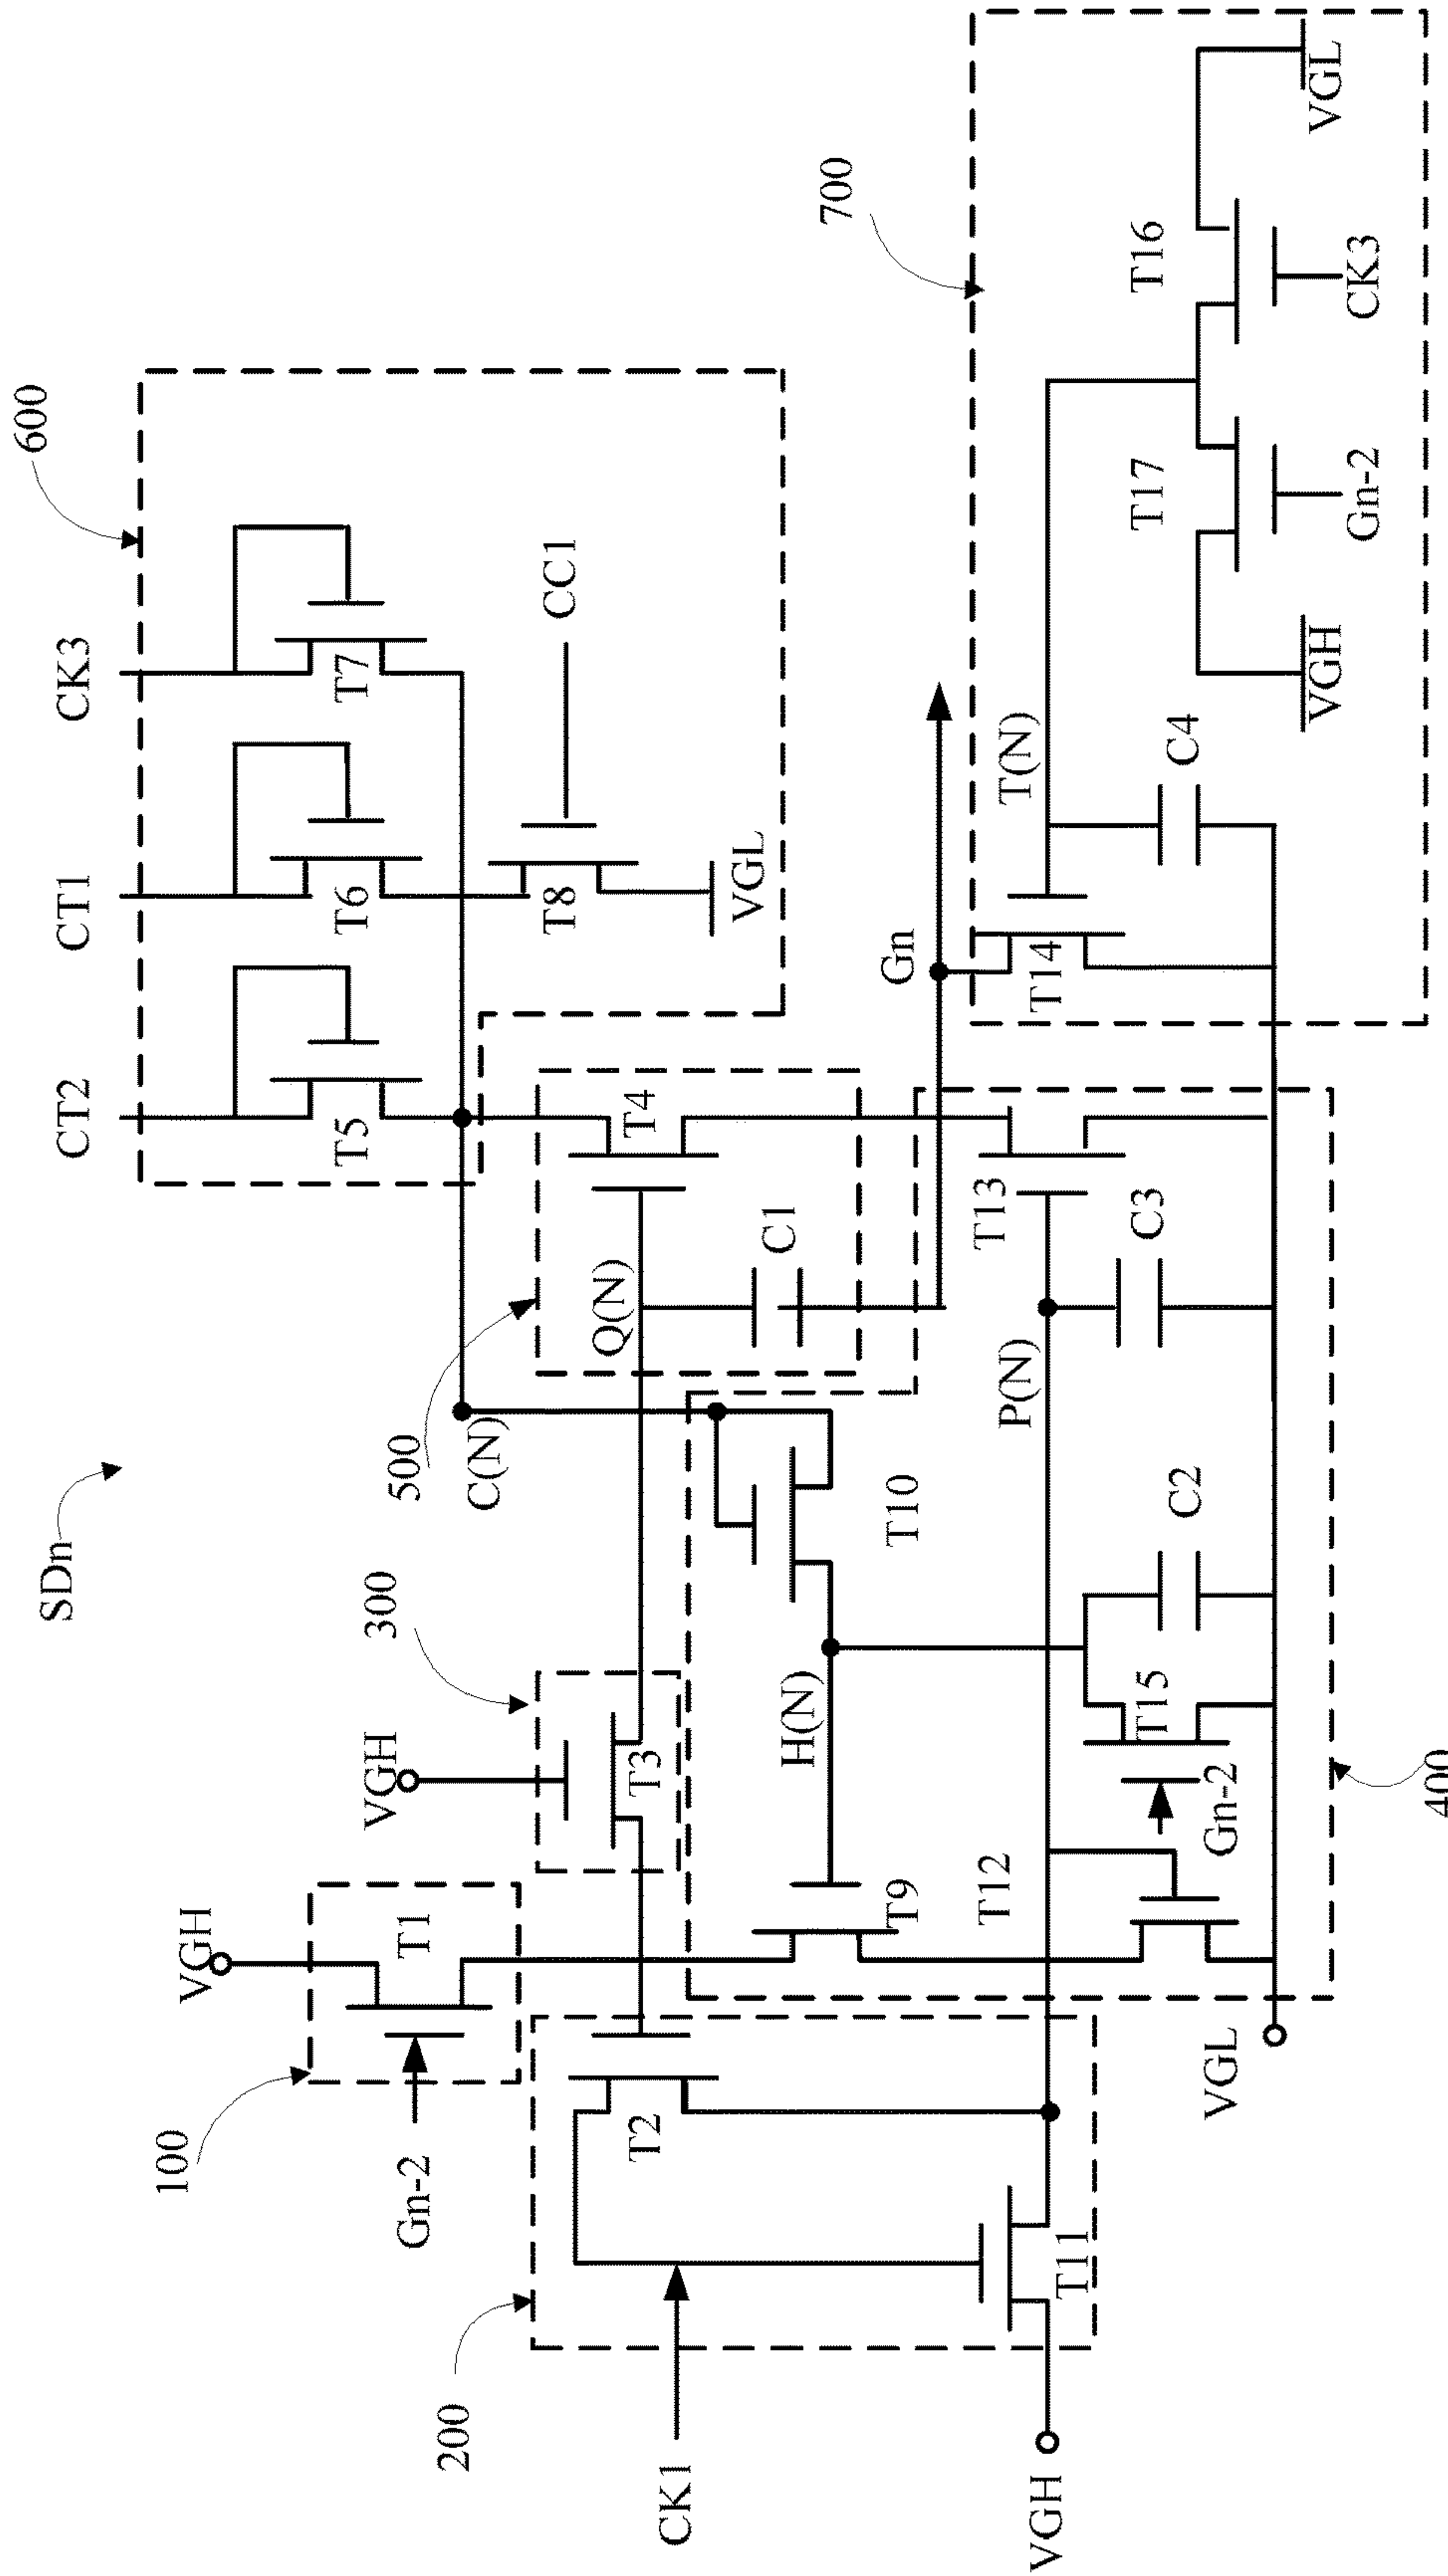 SDn
600
CT2
CT1
CK3
T5
T6
T7
CC1
T8
VGL
C(N)
500
Q(N)
T4
C1
300
VGH
T3
VGH
T1
100
Gn-2
T2
200
CK1
T11
VGH
H(N)
T10
T9
T12
T15
Gn-2
C2
P(N)
T13
C3
VGL
400
Gn
700
T14
T(N)
C4
T17
T16
VGH
Gn-2
CK3
VGL